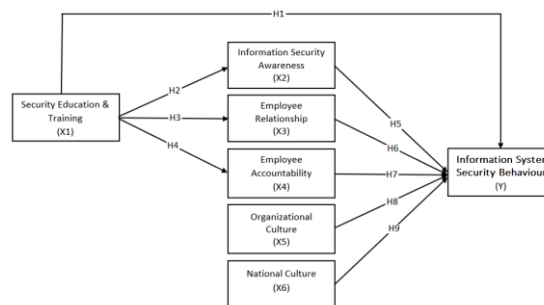 H1
Information Security
Awareness
(X2)
H2
Security Education &
Training
(X1)
H3
Employee
Relationship
(X3)
H5
H6
H4
Employee
Accountability
(X4)
H7
Information System
Security Behaviour
(Y)
Organizational
Culture
(X5)
H8
H9
National Culture
(X6)